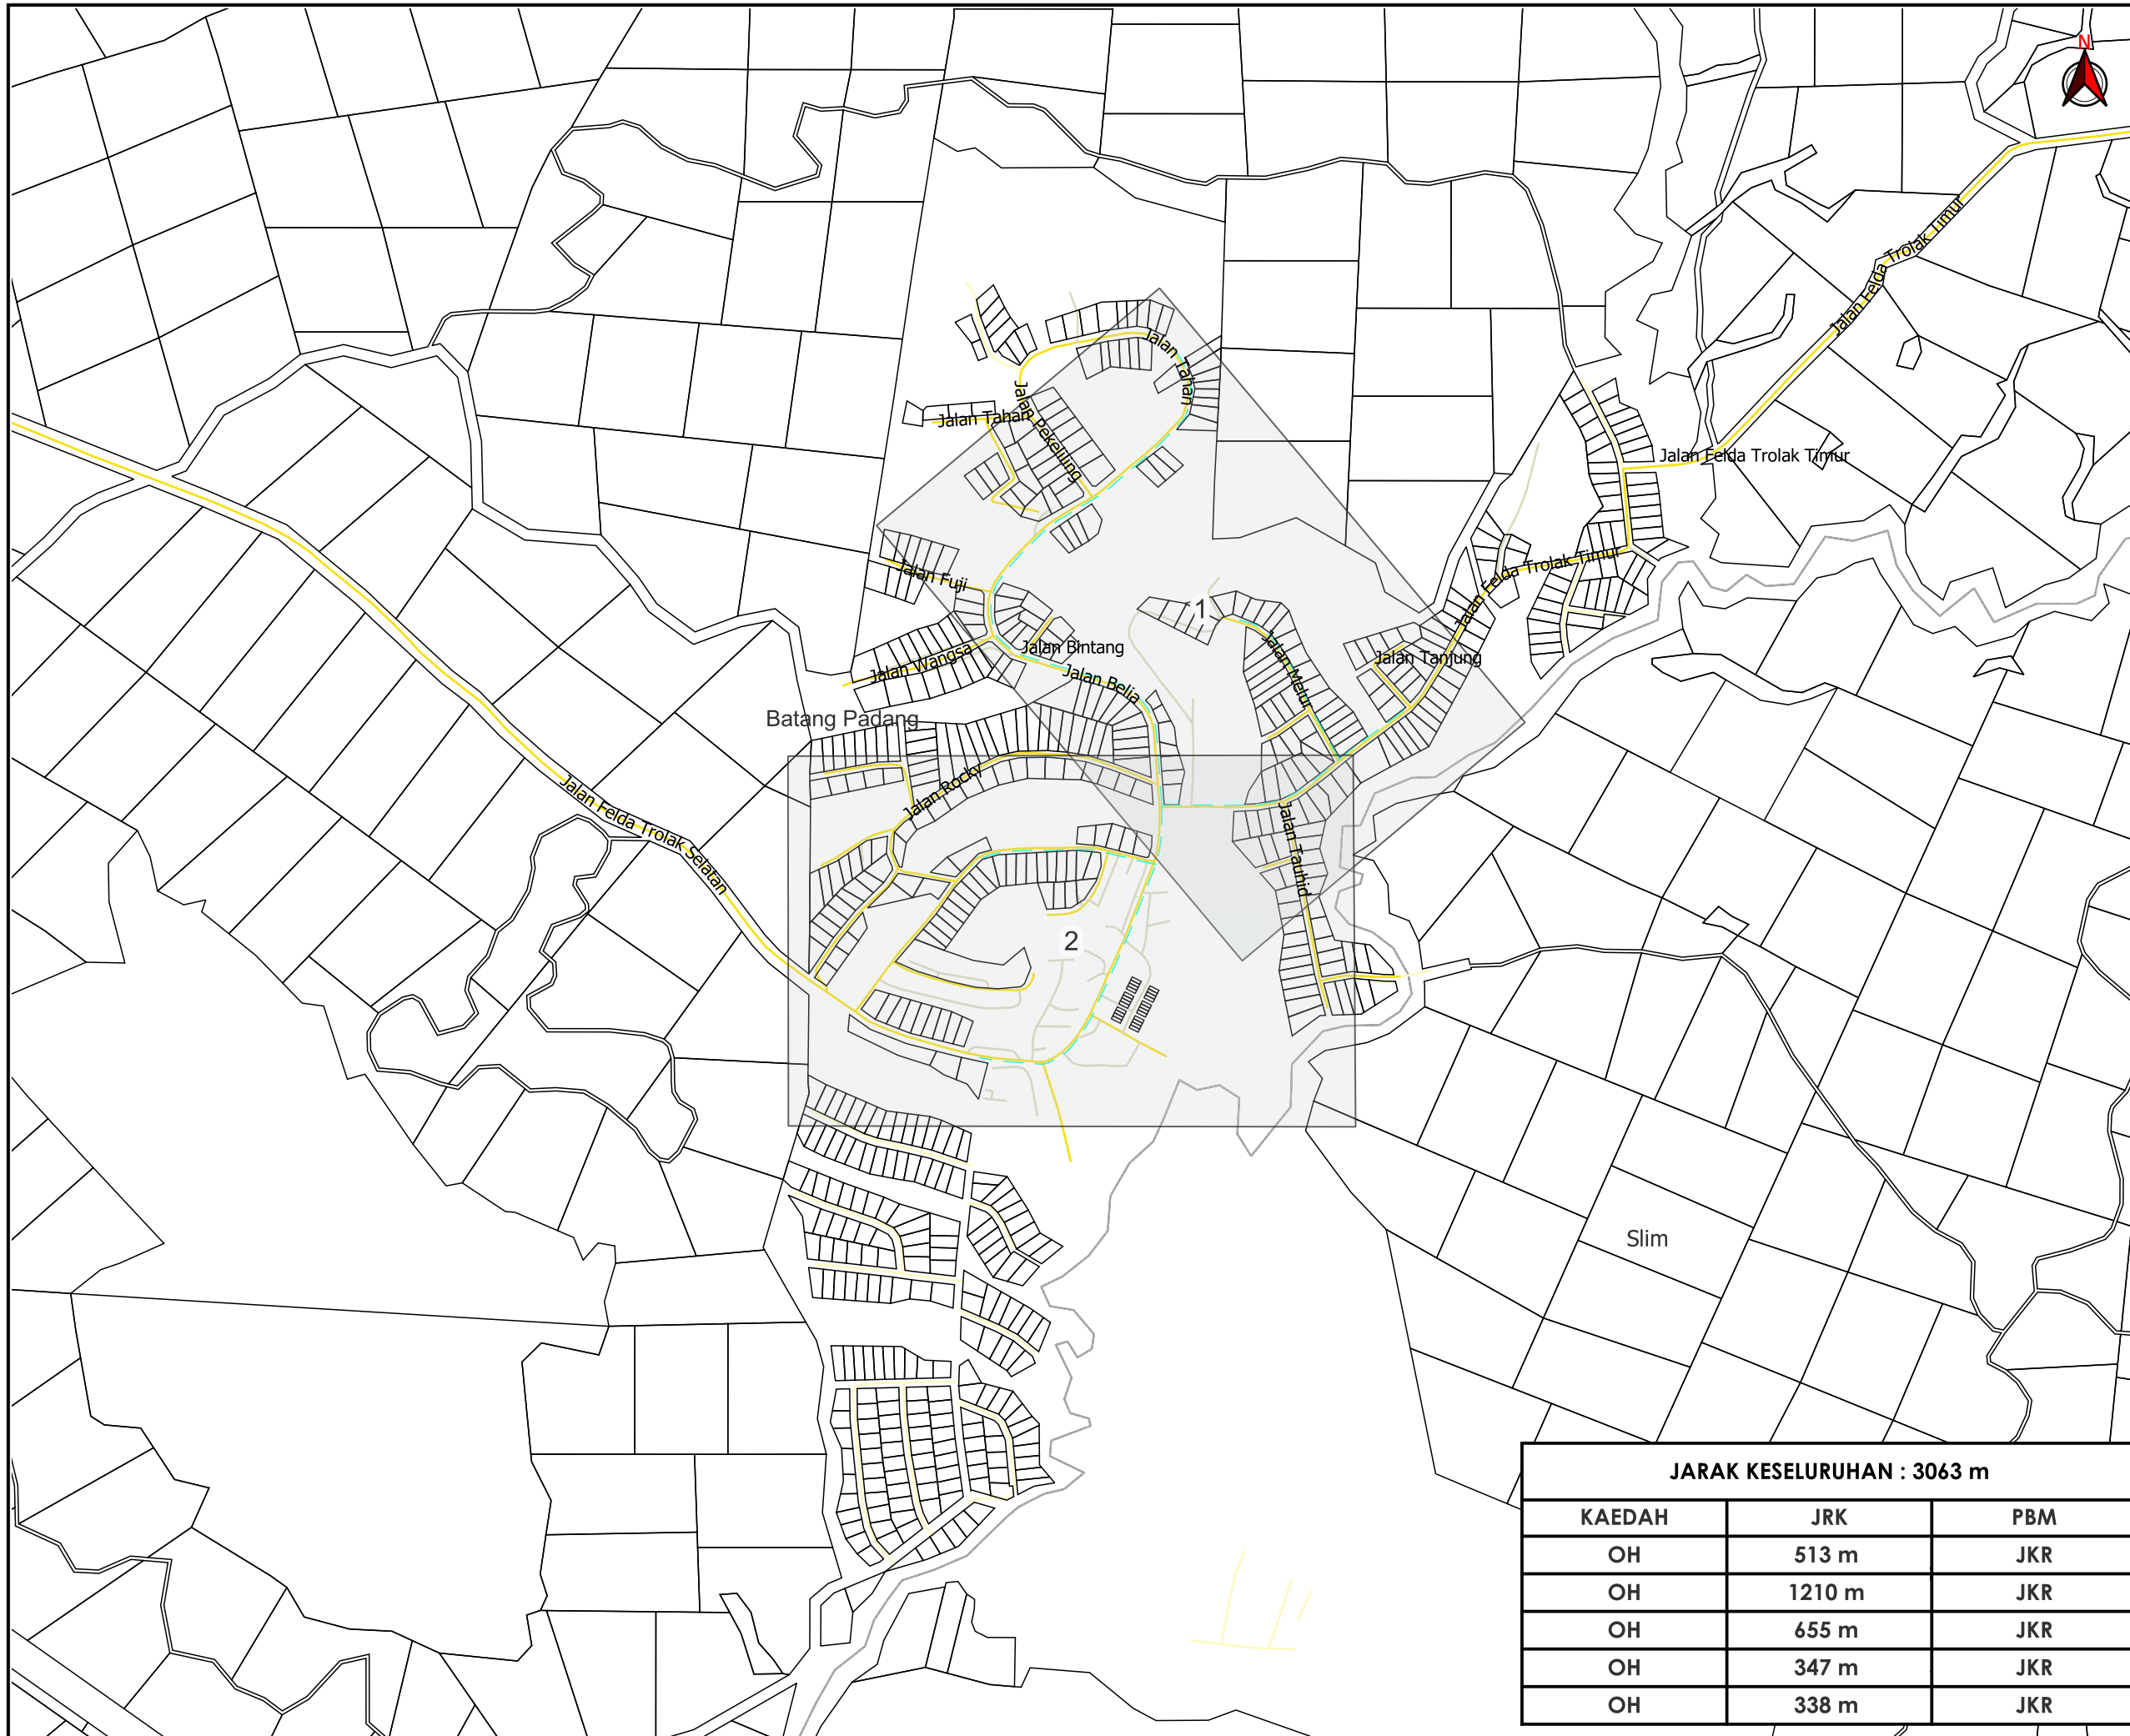 N
Jalan Felda Trolak Timur
Jalan Tahan
Jalan Tahan
Jalan Pekeliling
Jalan Felda Trolak Timur
Jalan Felda Trolak Timur
Jalan Fuji
1
Jalan Wangsa
Jalan Bintang
Jalan Belia
Jalan Melur
Jalan Tanjung
Batang Padang
Jalan Rocky
Jalan Felda Trolak Selatan
Jalan Tauhid
2
Slim
JARAK KESELURUHAN : 3063 m
KAEDAH JRK PBM
OH 513 m JKR
OH 1210 m JKR
OH 655 m JKR
OH 347 m JKR
OH 338 m JKR